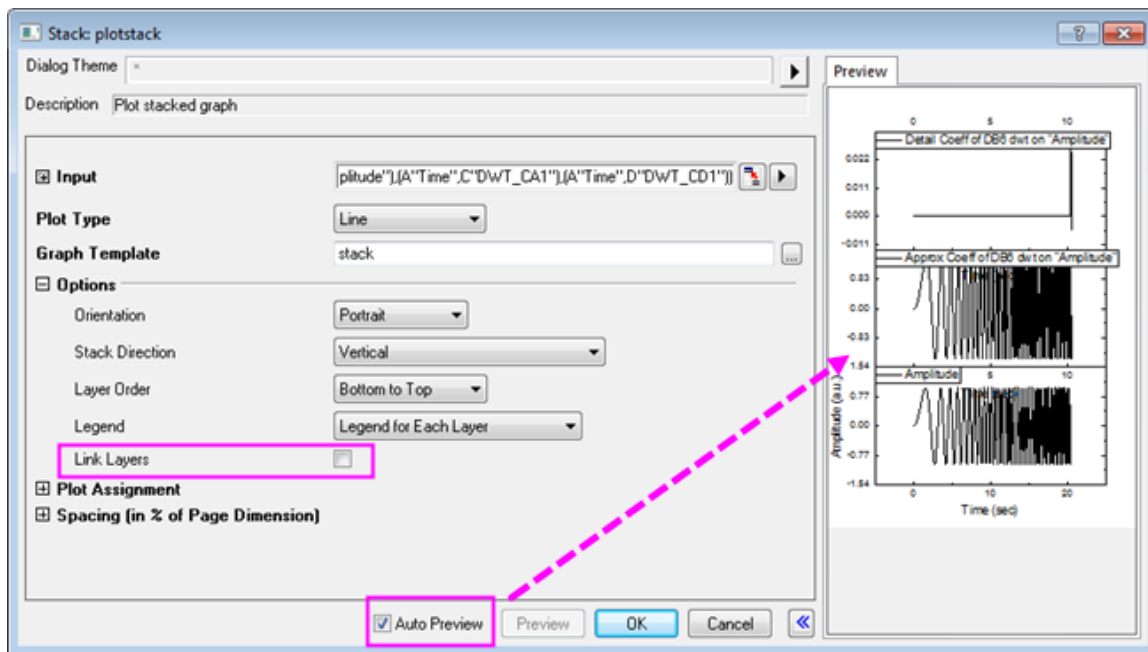 Stack: plotstack
Dialog Theme *
Description Plot stacked graph
Input plitude"),(A"Time",C"DWT_CA1"),(A"Time",D"DWT_CD1"))
Plot Type Line
Graph Template stack ...
Options
Orientation Portrait
Stack Direction Vertical
Layer Order Bottom to Top
Legend Legend for Each Layer
Link Layers
Plot Assignment
Spacing (in % of Page Dimension)
Auto Preview Preview OK Cancel
Preview
0 5 10
Detail Coeff of DB6 dwt on "Amplitude"
0.022
0.011
0.000
-0.011
Approx Coeff of DB6 dwt on "Amplitude"
0.83
0.00
-0.83
1.54
0 5 10
Amplitude
0.77
0.00
-0.77
-1.54
Amplitude (a.u.)
0 10 20
Time (sec)